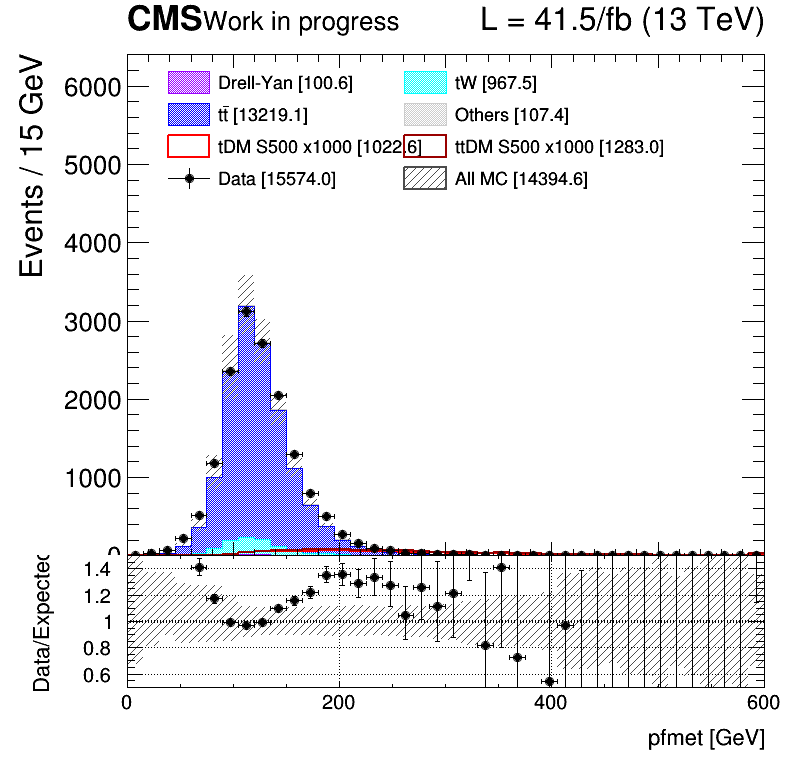 CMS Work in progress L = 41.5/fb (13 TeV)
Events / 15 GeV
6000
5000
4000
3000
2000
1000
0
Drell-Yan [100.6] tW [967.5]
tt̄ [13219.1] Others [107.4]
tDM S500 x1000 [1022.6] ttDM S500 x1000 [1283.0]
Data [15574.0] All MC [14394.6]
Data/Expected
1.4
1.2
1
0.8
0.6
0 200 400 600
pfmet [GeV]